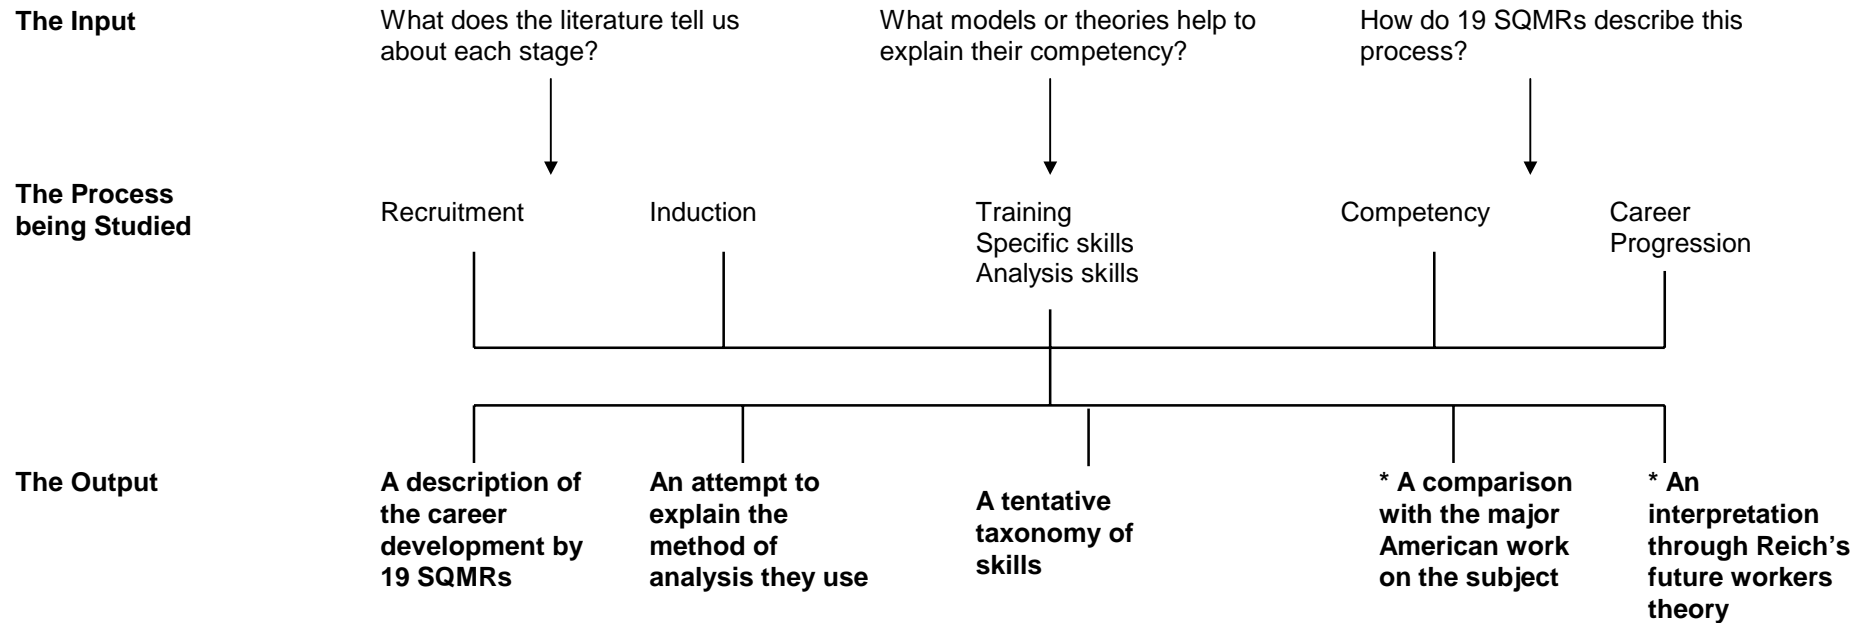 The Input
What does the literature tell us
about each stage?
What models or theories help to
explain their competency?
How do 19 SQMRs describe this
process?
The Process
being Studied
Recruitment
Induction
Training
Specific skills
Analysis skills
Competency
Career
Progression
The Output
A description of
the career
development by
19 SQMRs
An attempt to
explain the
method of
analysis they use
A tentative
taxonomy of
skills
* A comparison
with the major
American work
on the subject
* An
interpretation
through Reich's
future workers
theory